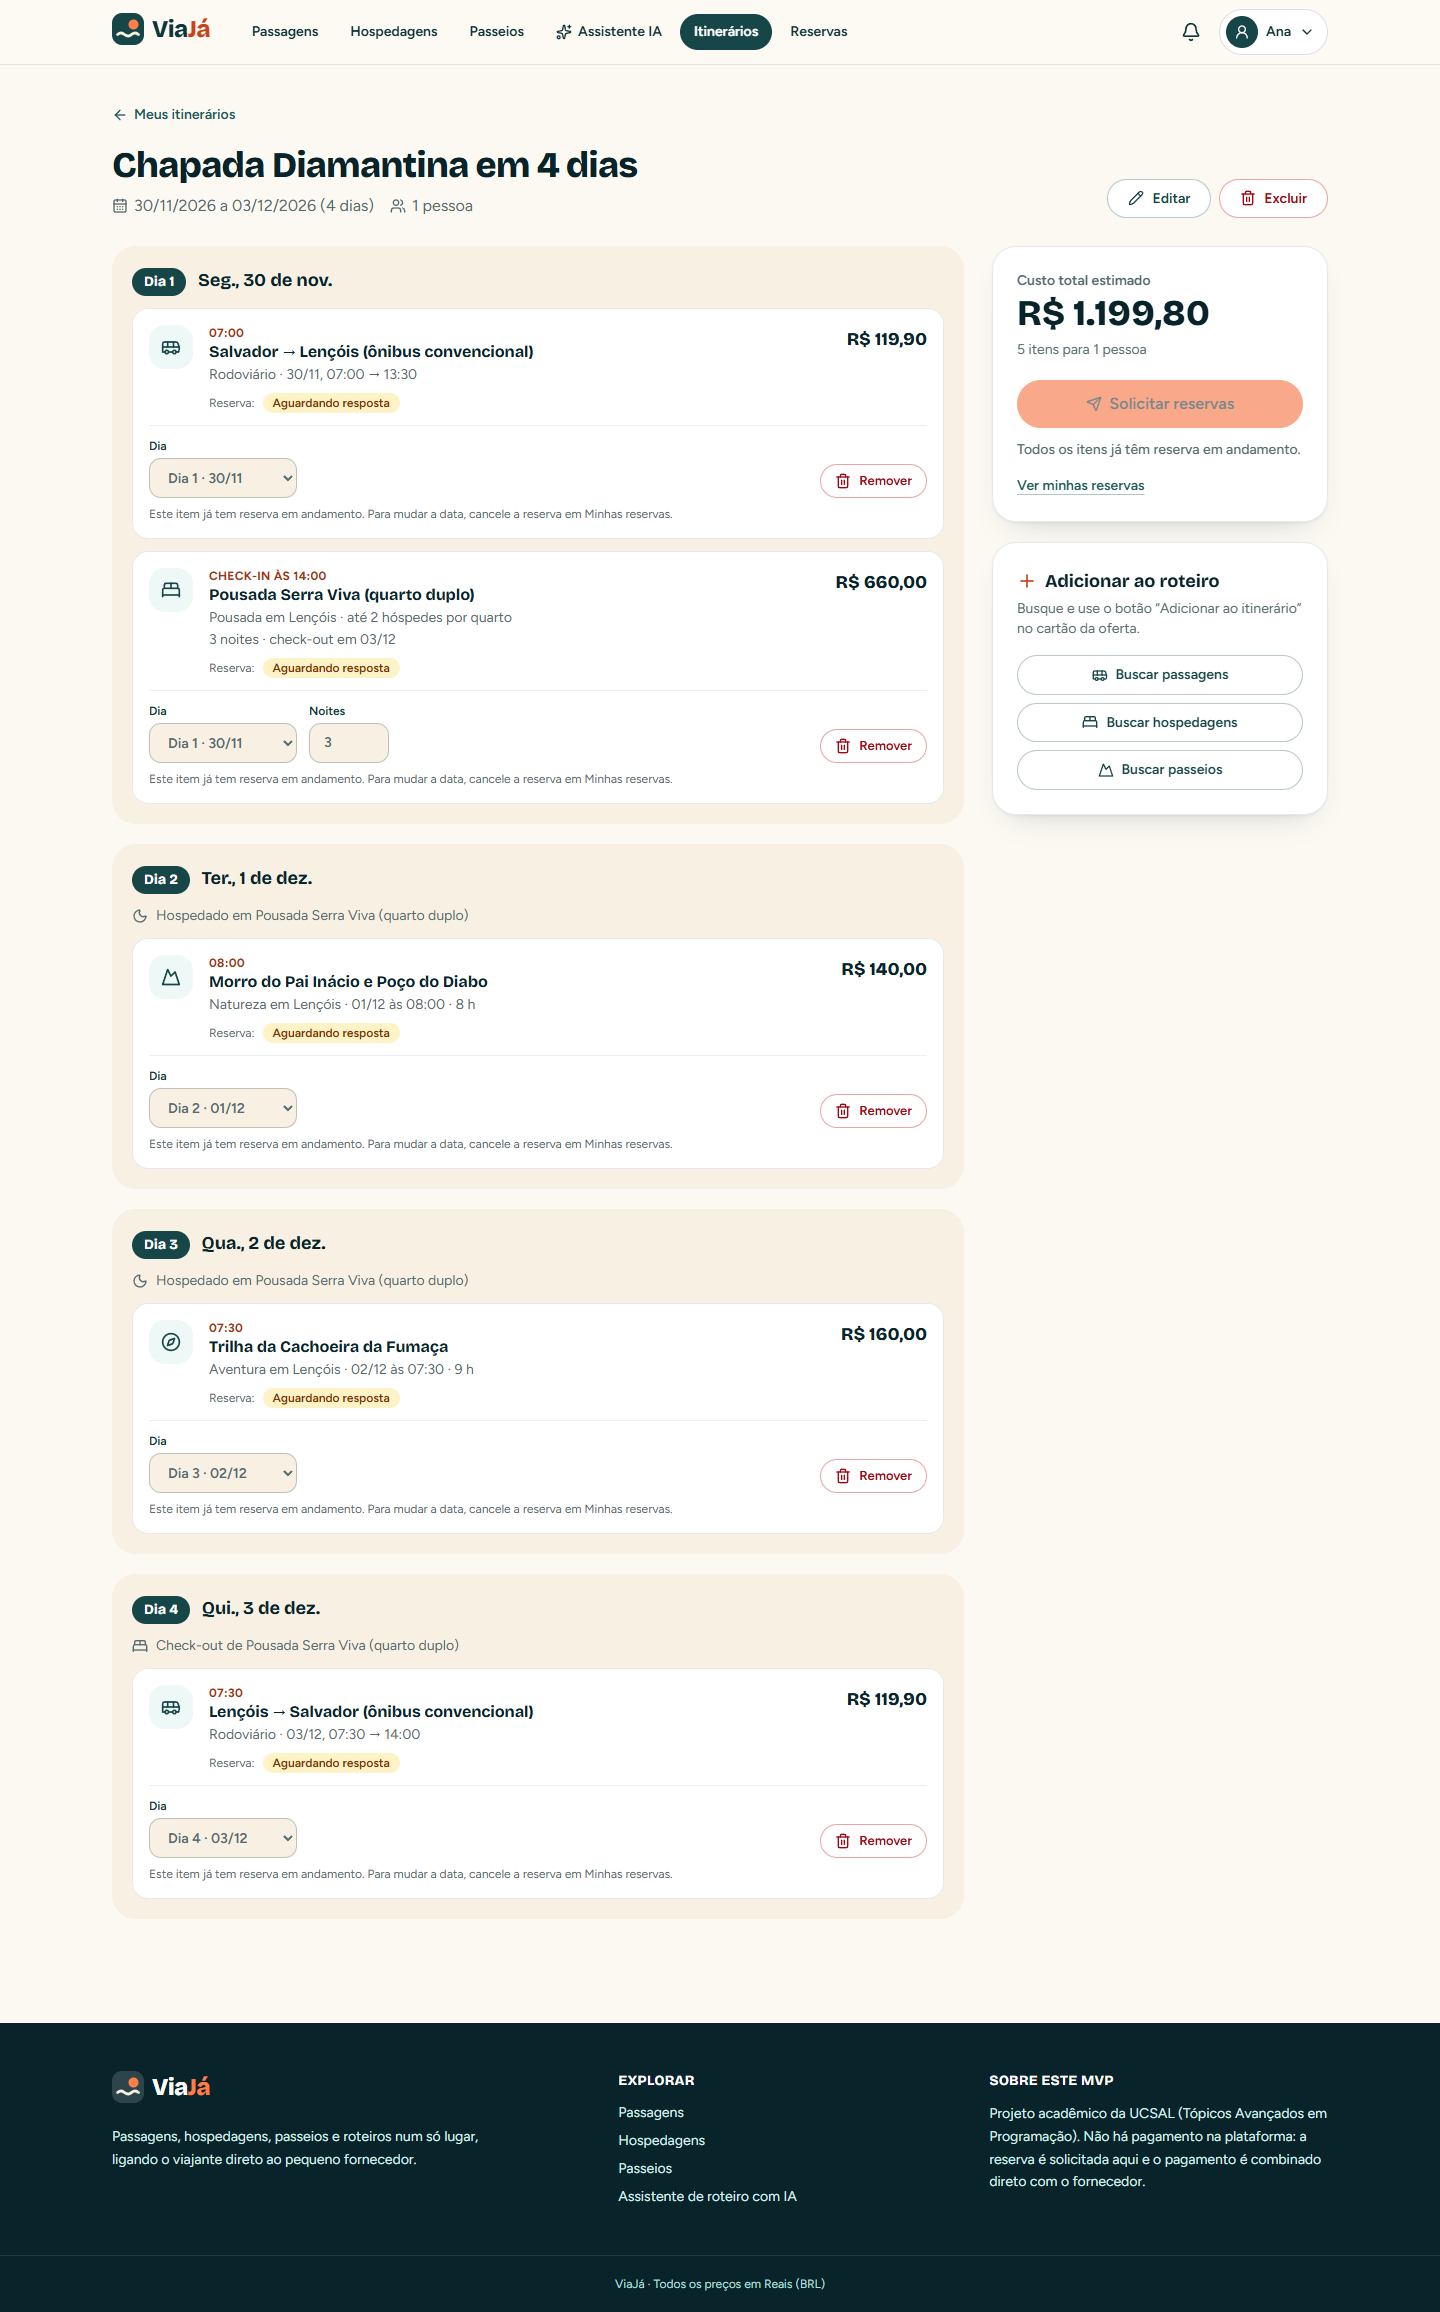 ViaJá
Passagens
Hospedagens
Passeios
Assistente IA
Itinerários
Reservas
Ana
Meus itinerários
Chapada Diamantina em 4 dias
30/11/2026 a 03/12/2026 (4 dias)
1 pessoa
Editar
Excluir
Dia 1
Seg., 30 de nov.
07:00
Salvador → Lençóis (ônibus convencional)
R$ 119,90
Rodoviário · 30/11, 07:00 → 13:30
Reserva: Aguardando resposta
Dia
Dia 1 · 30/11
Remover
Este item já tem reserva em andamento. Para mudar a data, cancele a reserva em Minhas reservas.
CHECK-IN ÀS 14:00
Pousada Serra Viva (quarto duplo)
R$ 660,00
Pousada em Lençóis · até 2 hóspedes por quarto
3 noites · check-out em 03/12
Reserva: Aguardando resposta
Dia
Noites
Dia 1 · 30/11
3
Remover
Este item já tem reserva em andamento. Para mudar a data, cancele a reserva em Minhas reservas.
Dia 2
Ter., 1 de dez.
Hospedado em Pousada Serra Viva (quarto duplo)
08:00
Morro do Pai Inácio e Poço do Diabo
R$ 140,00
Natureza em Lençóis · 01/12 às 08:00 · 8 h
Reserva: Aguardando resposta
Dia
Dia 2 · 01/12
Remover
Este item já tem reserva em andamento. Para mudar a data, cancele a reserva em Minhas reservas.
Dia 3
Qua., 2 de dez.
Hospedado em Pousada Serra Viva (quarto duplo)
07:30
Trilha da Cachoeira da Fumaça
R$ 160,00
Aventura em Lençóis · 02/12 às 07:30 · 9 h
Reserva: Aguardando resposta
Dia
Dia 3 · 02/12
Remover
Este item já tem reserva em andamento. Para mudar a data, cancele a reserva em Minhas reservas.
Dia 4
Qui., 3 de dez.
Check-out de Pousada Serra Viva (quarto duplo)
07:30
Lençóis → Salvador (ônibus convencional)
R$ 119,90
Rodoviário · 03/12, 07:30 → 14:00
Reserva: Aguardando resposta
Dia
Dia 4 · 03/12
Remover
Este item já tem reserva em andamento. Para mudar a data, cancele a reserva em Minhas reservas.
Custo total estimado
R$ 1.199,80
5 itens para 1 pessoa
Solicitar reservas
Todos os itens já têm reserva em andamento.
Ver minhas reservas
Adicionar ao roteiro
Busque e use o botão “Adicionar ao itinerário”
no cartão da oferta.
Buscar passagens
Buscar hospedagens
Buscar passeios
ViaJá
Passagens, hospedagens, passeios e roteiros num só lugar,
ligando o viajante direto ao pequeno fornecedor.
EXPLORAR
Passagens
Hospedagens
Passeios
Assistente de roteiro com IA
SOBRE ESTE MVP
Projeto acadêmico da UCSAL (Tópicos Avançados em
Programação). Não há pagamento na plataforma: a
reserva é solicitada aqui e o pagamento é combinado
direto com o fornecedor.
ViaJá · Todos os preços em Reais (BRL)